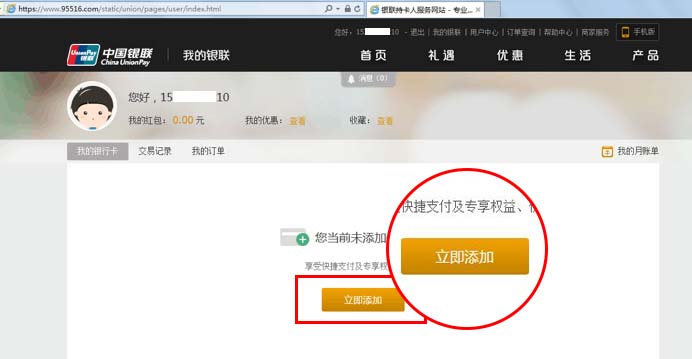 https://www.95516.com/static/union/pages/user/index.html
银联持卡人服务网站 - 专业...
您好，15 10 - 退出 | 我的银联 | 用户中心 | 订单查询 | 帮助中心 | 商家服务 手机版
UnionPay 银联 中国银联 China UnionPay 我的银联 首页 礼遇 优惠 生活 产品
消息（0）
您好，15 10
我的红包： 0.00 元 我的优惠： 查看 收藏： 查看
我的银行卡 交易记录 我的订单 我的月账单
快捷支付及专享权益、
您当前未添加
立即添加
享受快捷支付及专享权
立即添加